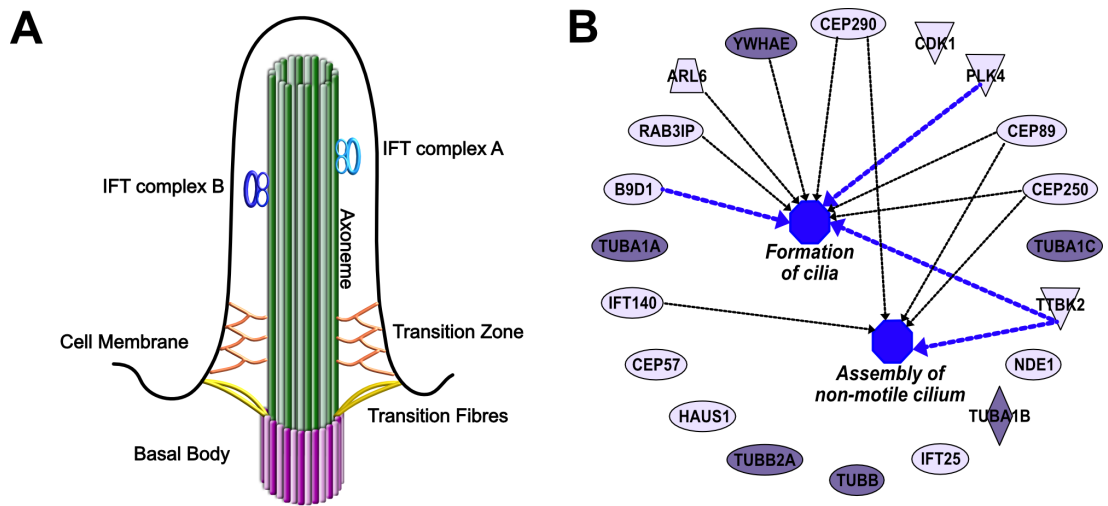 A
IFT complex A
IFT complex B
Axoneme
Cell Membrane
Transition Zone
Transition Fibres
Basal Body
B
CEP290
YWHAE
CDK1
ARL6
PLK4
RAB3IP
CEP89
B9D1
CEP250
TUBA1A
Formation
of cilia
TUBA1C
IFT140
TTBK2
CEP57
Assembly of
non-motile cilium
NDE1
HAUS1
TUBA1B
TUBB2A
IFT25
TUBB